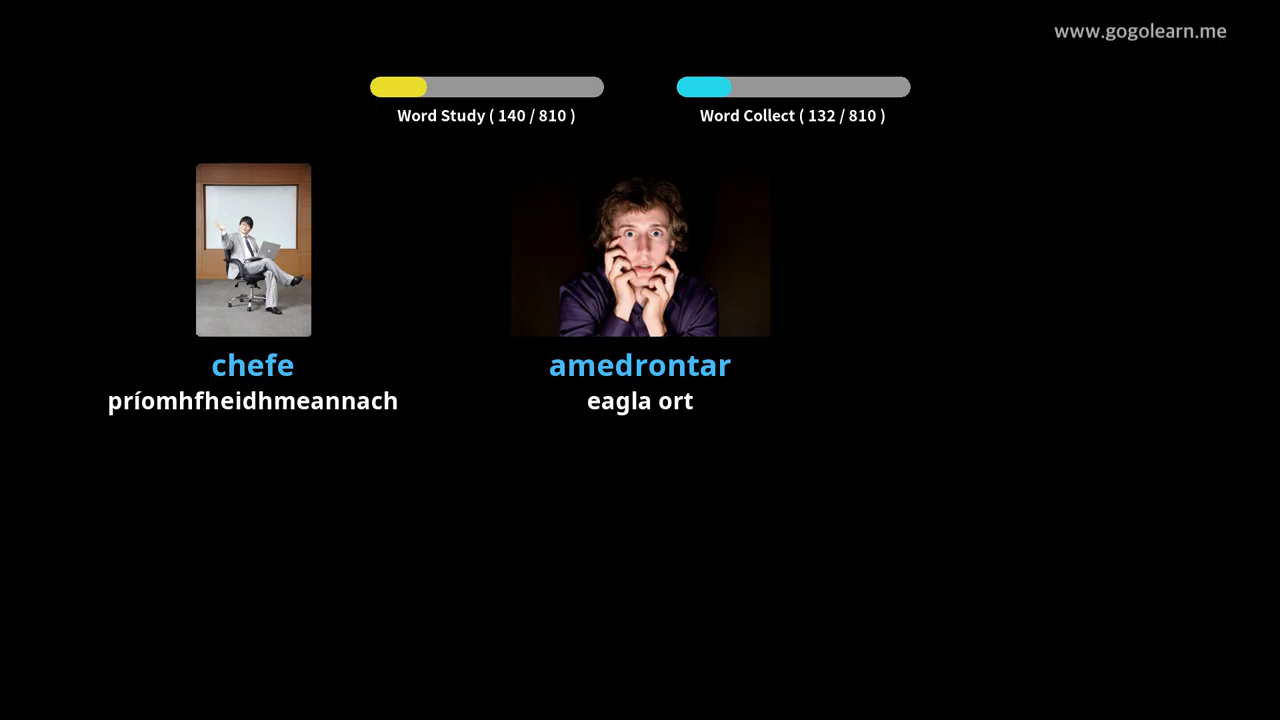 www.gogolearn.me
Word Study ( 140 / 810 )
Word Collect ( 132 / 810 )
chefe
príomhfheidhmeannach
amedrontar
eagla ort